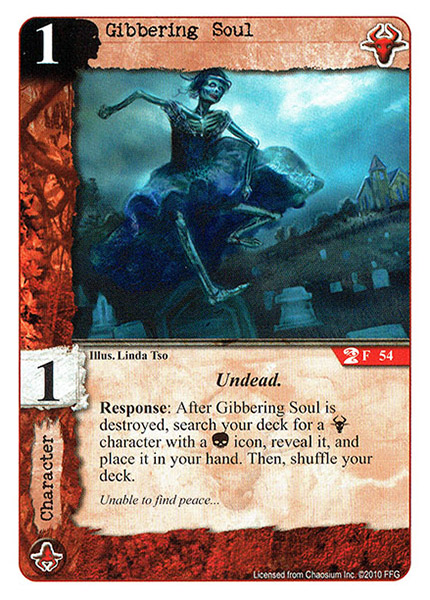 1
Gibbering Soul
Illus. Linda Tso
F 54
1
Undead.
Response: After Gibbering Soul is
destroyed, search your deck for a
character with a icon, reveal it, and
place it in your hand. Then, shuffle your
deck.
Unable to find peace...
Character
Licensed from Chaosium Inc. ©2010 FFG